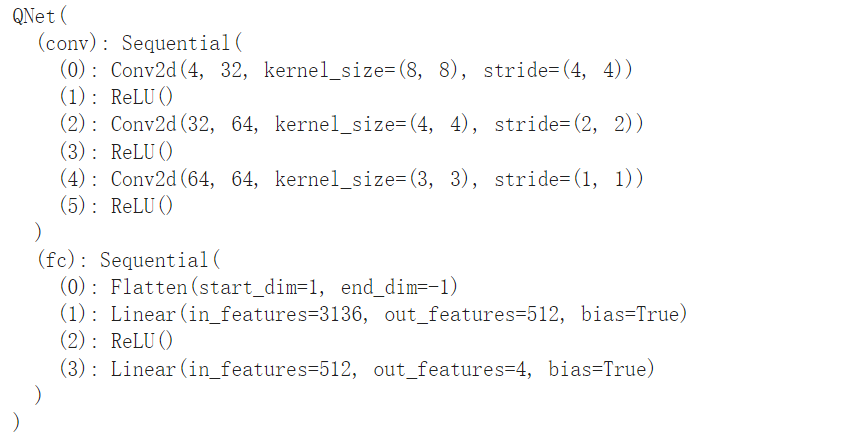 QNet(
  (conv): Sequential(
    (0): Conv2d(4, 32, kernel_size=(8, 8), stride=(4, 4))
    (1): ReLU()
    (2): Conv2d(32, 64, kernel_size=(4, 4), stride=(2, 2))
    (3): ReLU()
    (4): Conv2d(64, 64, kernel_size=(3, 3), stride=(1, 1))
    (5): ReLU()
  )
  (fc): Sequential(
    (0): Flatten(start_dim=1, end_dim=-1)
    (1): Linear(in_features=3136, out_features=512, bias=True)
    (2): ReLU()
    (3): Linear(in_features=512, out_features=4, bias=True)
  )
)